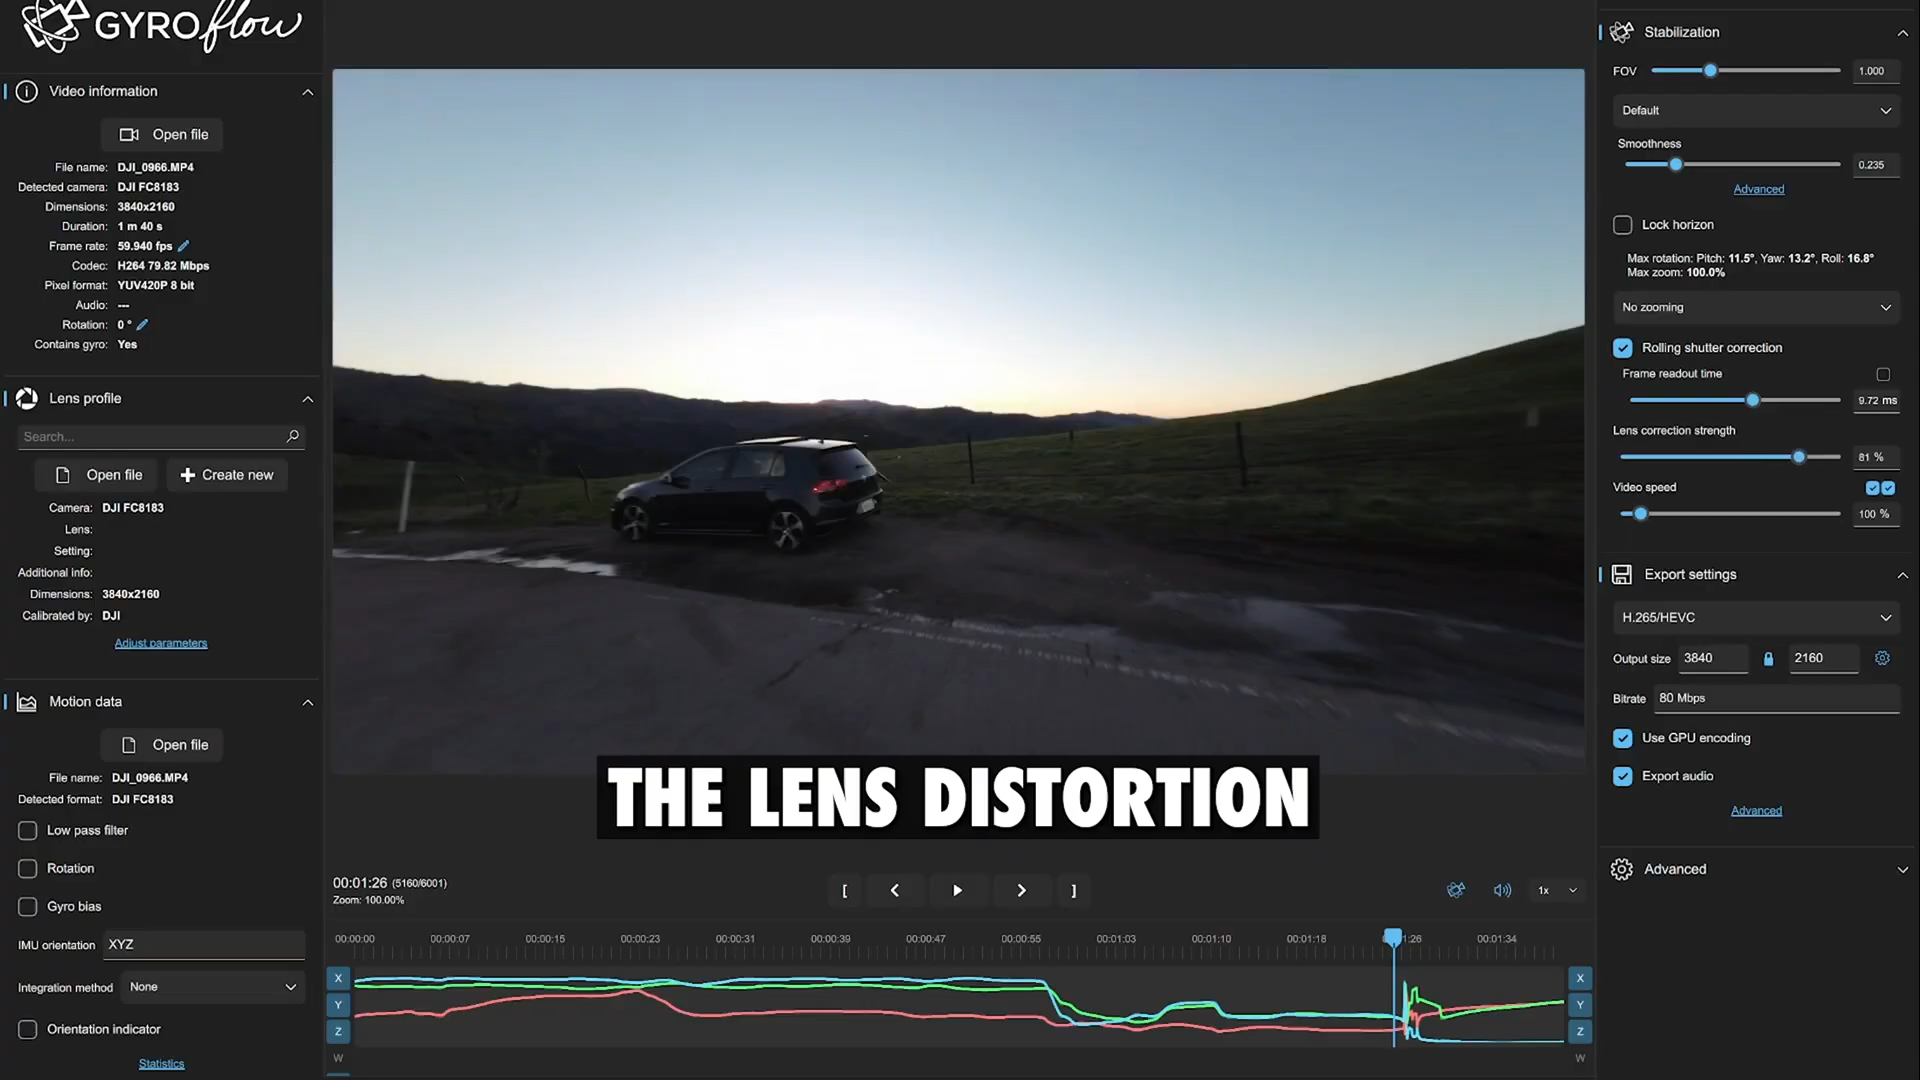 GYROflow
Video information
Open file
File name: DJI_0966.MP4
Detected camera: DJI FC8183
Dimensions: 3840x2160
Duration: 1 m 40 s
Frame rate: 59.940 fps
Codec: H264 79.82 Mbps
Pixel format: YUV420P 8 bit
Audio: ---
Rotation: 0 °
Contains gyro: Yes
Lens profile
Search...
Open file
Create new
Camera: DJI FC8183
Lens:
Setting:
Additional info:
Dimensions: 3840x2160
Calibrated by: DJI
Adjust parameters
Motion data
Open file
File name: DJI_0966.MP4
Detected format: DJI FC8183
Low pass filter
Rotation
Gyro bias
IMU orientation XYZ
Integration method None
Orientation indicator
Statistics
THE LENS DISTORTION
00:01:26 (5160/6001)
Zoom: 100.00%
[ ]
1x
00:00:00 00:00:07 00:00:15 00:00:23 00:00:31 00:00:39 00:00:47 00:00:55 00:01:03 00:01:10 00:01:18 :1:26 00:01:34
X X
Y Y
Z Z
W W
Stabilization
FOV 1.000
Default
Smoothness
0.235
Advanced
Lock horizon
Max rotation: Pitch: 11.5°, Yaw: 13.2°, Roll: 16.8°
Max zoom: 100.0%
No zooming
Rolling shutter correction
Frame readout time
9.72 ms
Lens correction strength
81 %
Video speed
100 %
Export settings
H.265/HEVC
Output size 3840 2160
Bitrate 80 Mbps
Use GPU encoding
Export audio
Advanced
Advanced